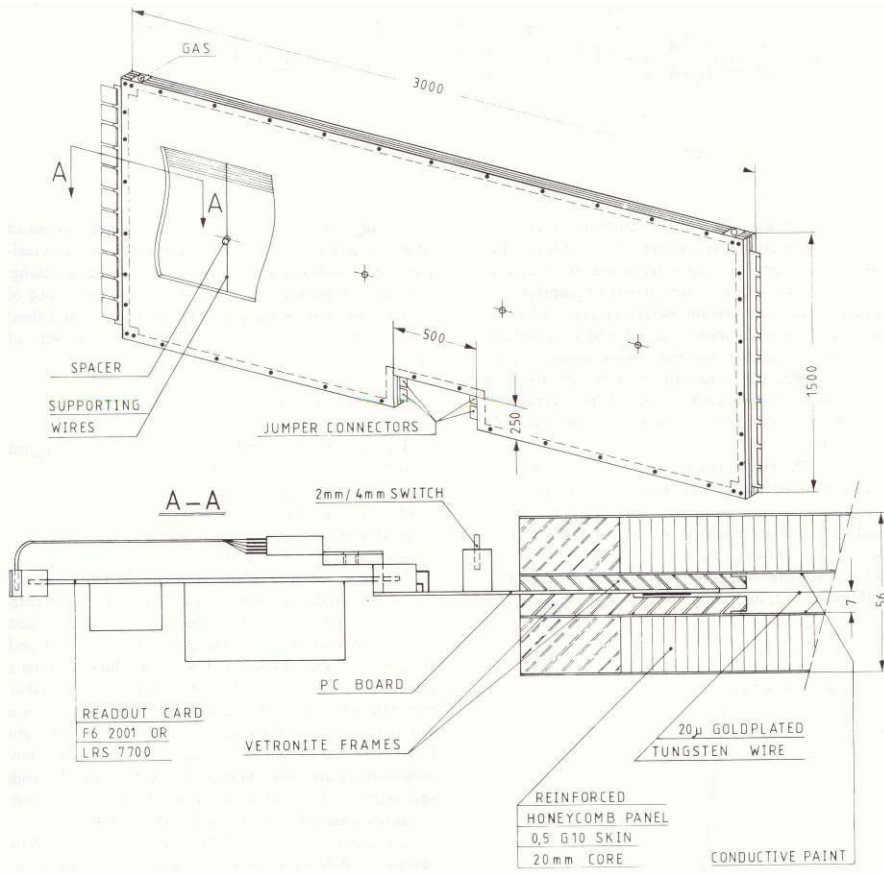 GAS
3000
A
A
500
1500
SPACER
SUPPORTING
WIRES
JUMPER CONNECTORS
250
A–A
2mm/4mm SWITCH
56
7
PC BOARD
READOUT CARD
F6 2001 OR
LRS 7700
VETRONITE FRAMES
20μ GOLDPLATED
TUNGSTEN WIRE
REINFORCED
HONEYCOMB PANEL
0,5 G10 SKIN
20mm CORE
CONDUCTIVE PAINT